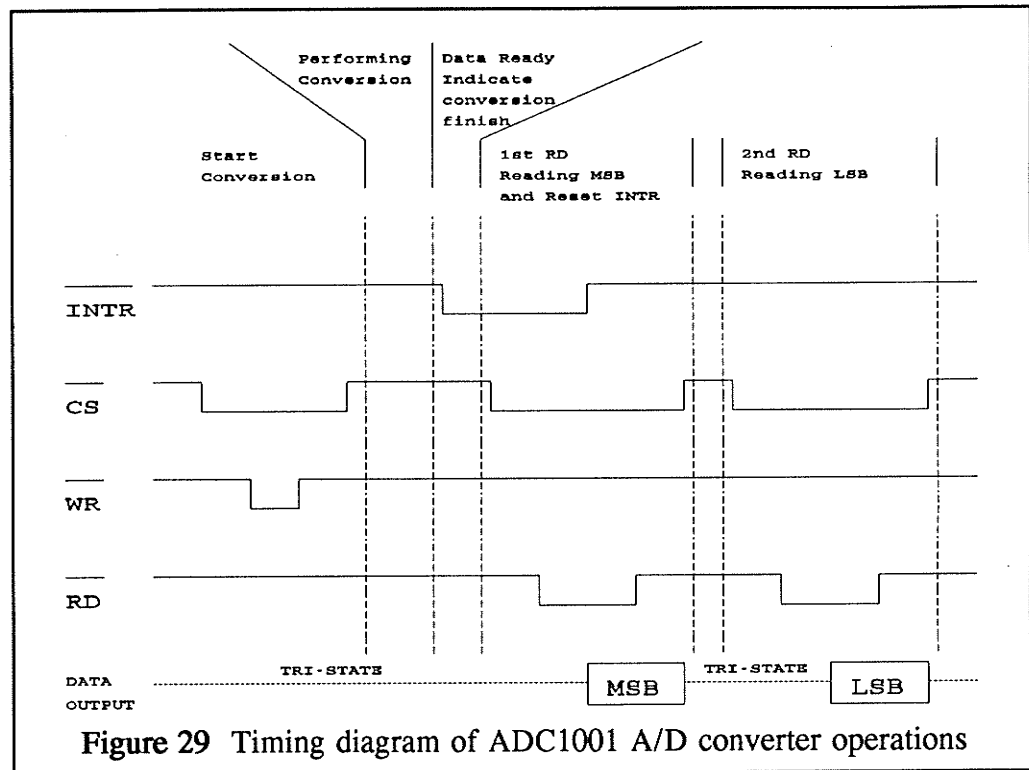 Performing
Conversion
Data Ready
Indicate
conversion
finish
Start
Conversion
1st RD
Reading MSB
and Reset INTR
2nd RD
Reading LSB
INTR
CS
WR
RD
TRI-STATE
TRI-STATE
DATA
OUTPUT
MSB
LSB
Figure 29 Timing diagram of ADC1001 A/D converter operations